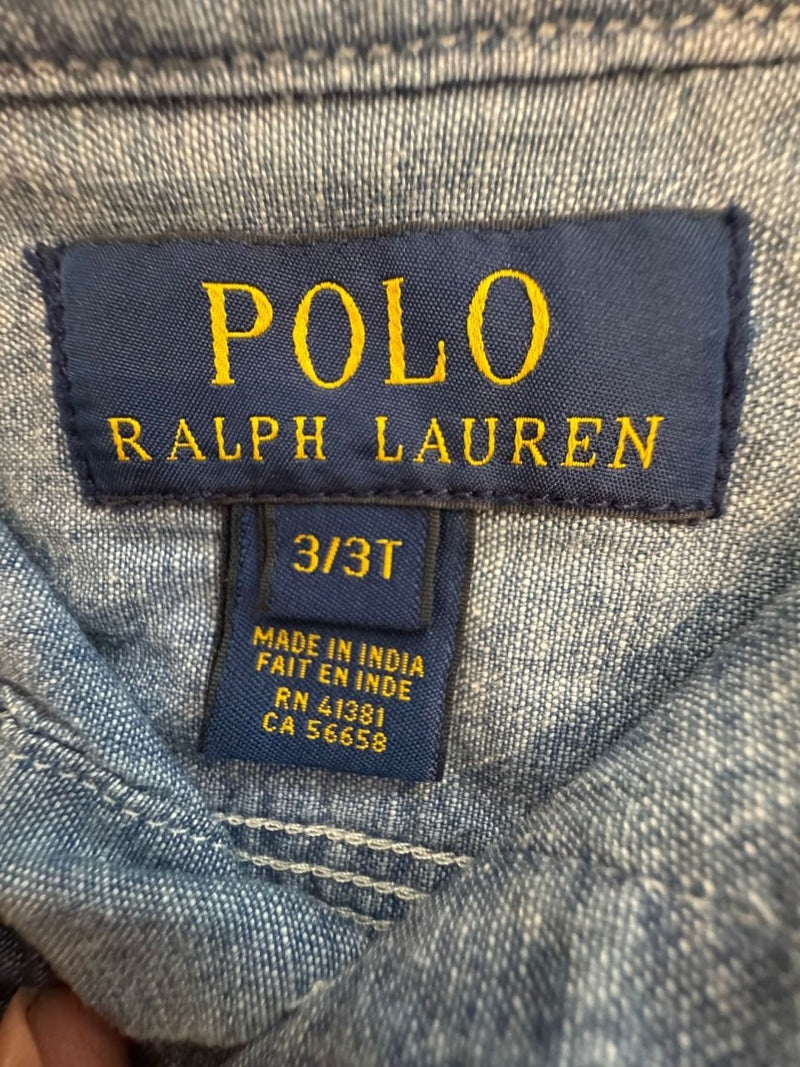 POLO
RALPH LAUREN
3/3T
MADE IN INDIA
FAIT EN INDE
RN 41381
CA 56658